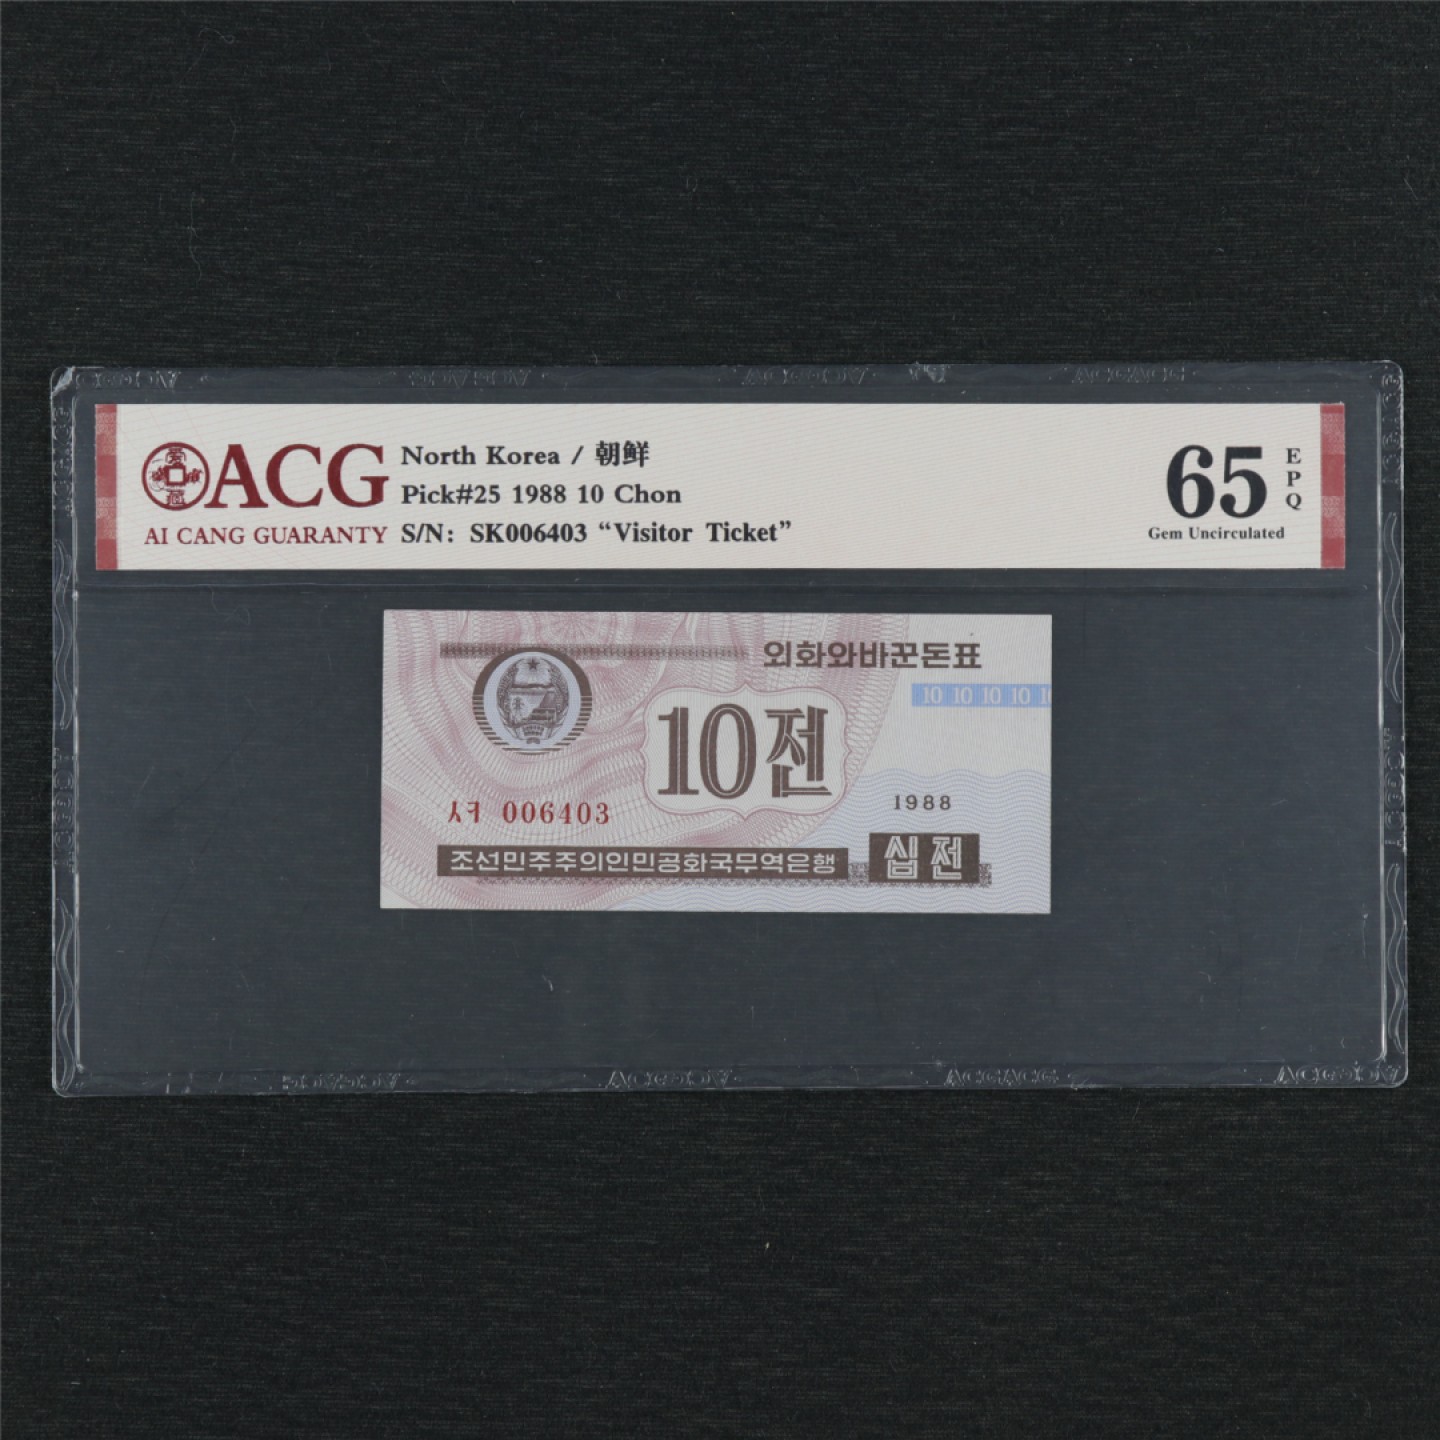 ACG
AI CANG GUARANTY
North Korea / 朝鲜
Pick#25 1988 10 Chon
S/N: SK006403 “Visitor Ticket”
65
EPQ
Gem Uncirculated
외화와바꾼돈표
10 10 10 10
10전
ㅅㅋ 006403
1988
조선민주주의인민공화국무역은행
십전